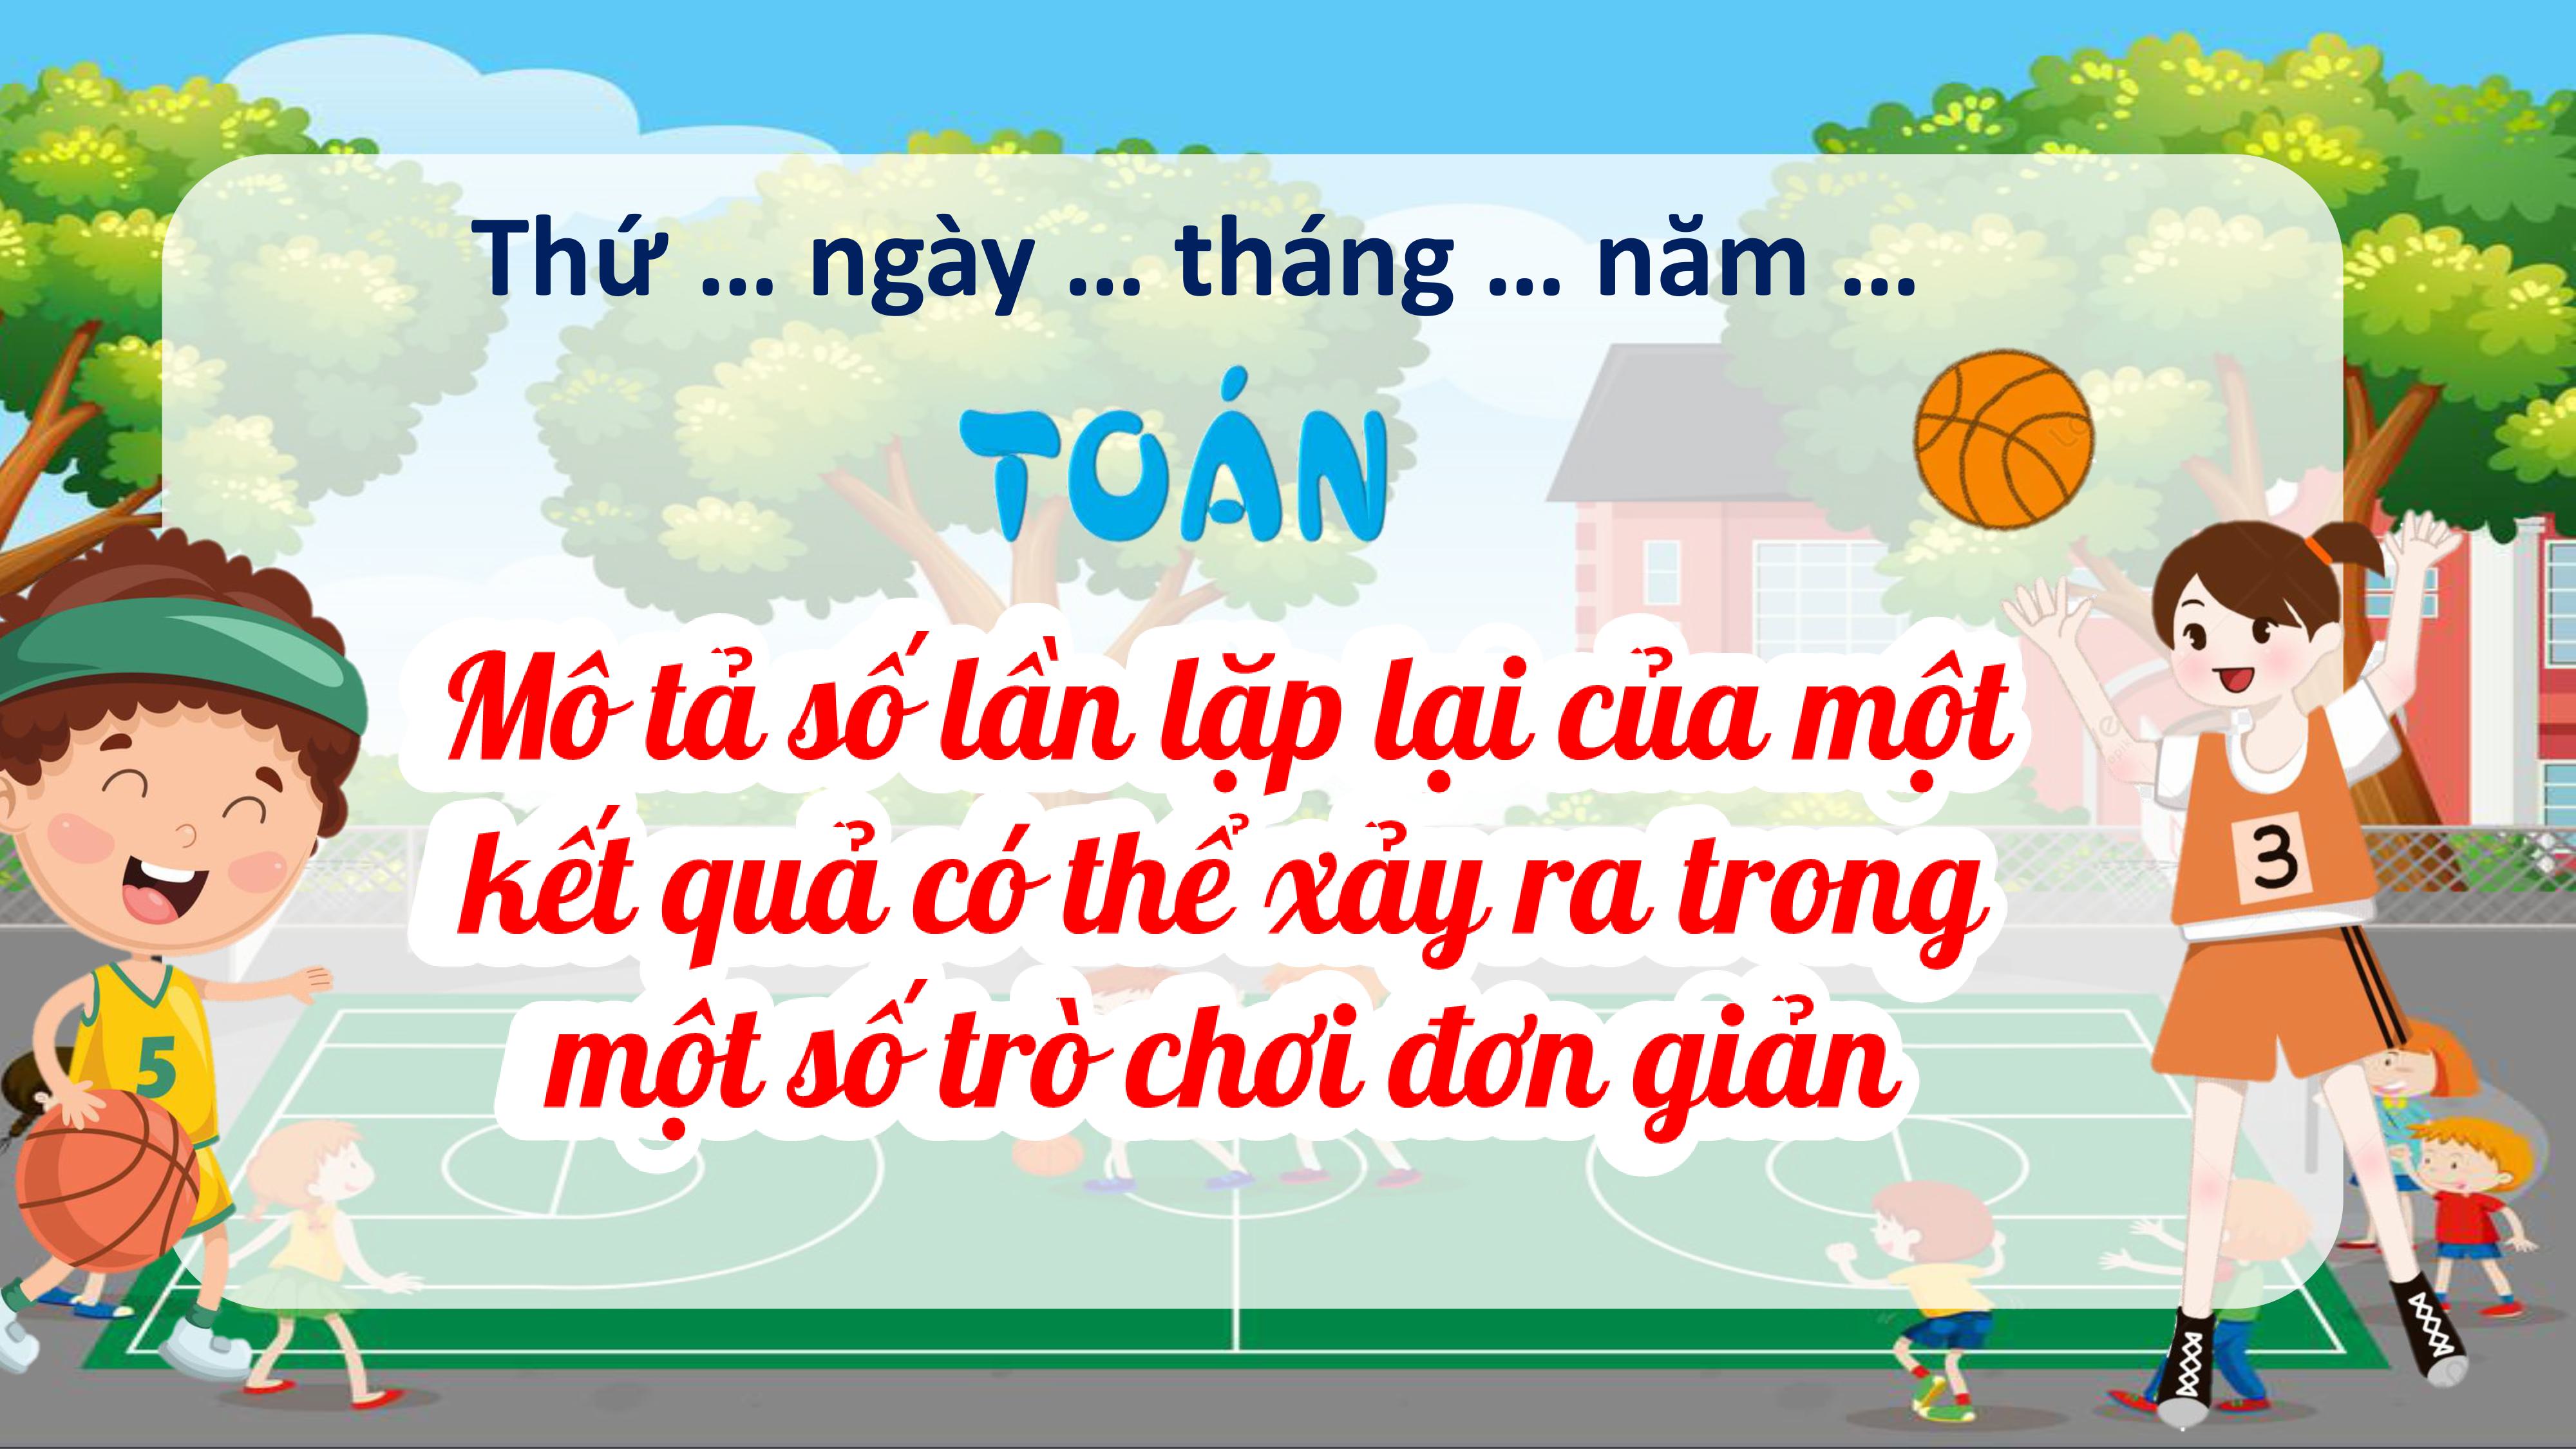 Thứ ... ngày ... tháng ... năm ...
TOÁN
Mô tả số lần lặp lại của một
kết quả có thể xảy ra trong
một số trò chơi đơn giản
5
3